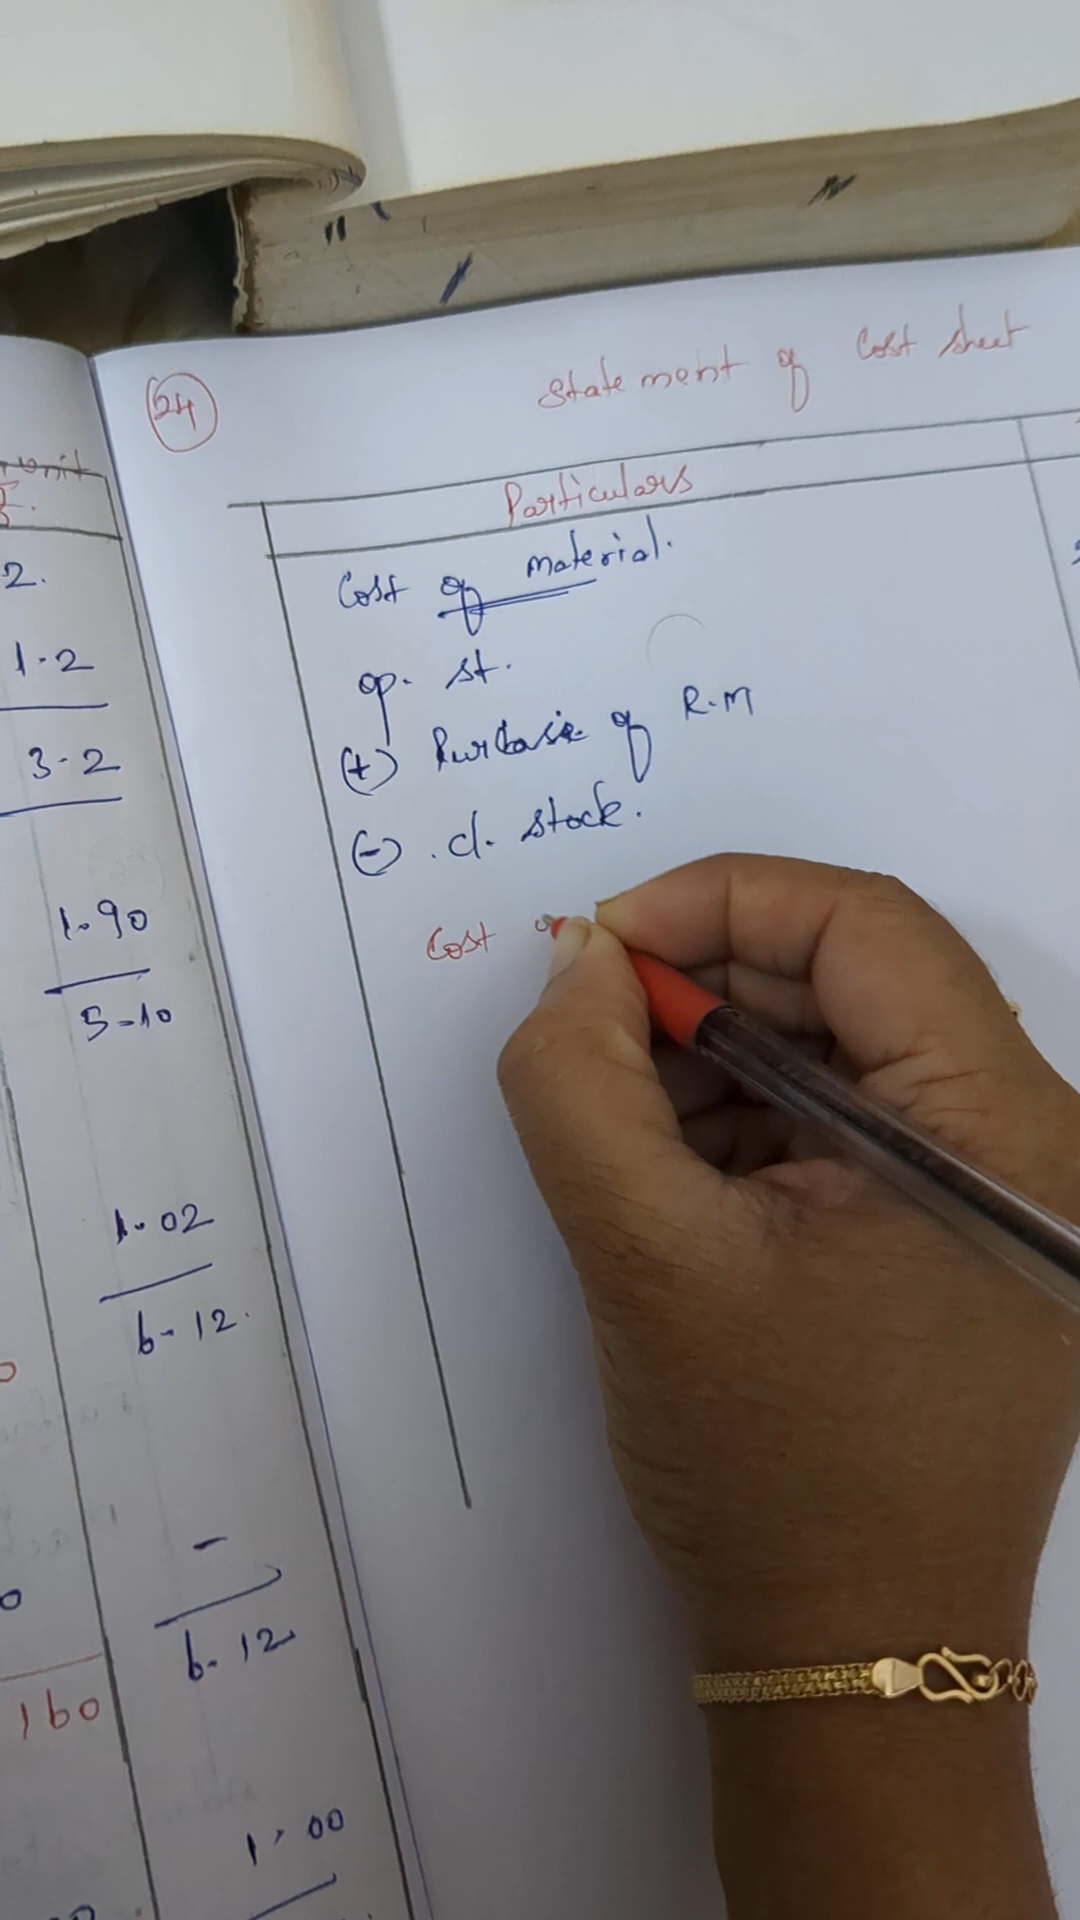 24
Statement of Cost sheet
Particulars
Cost of material.
op. st.
(+) Purchase of R.M
(-) . cl. stock.
Cost o
unit
2.
1-2
3-2
1-90
5-10
1-02
6-12.
-
6-12
160
1-00